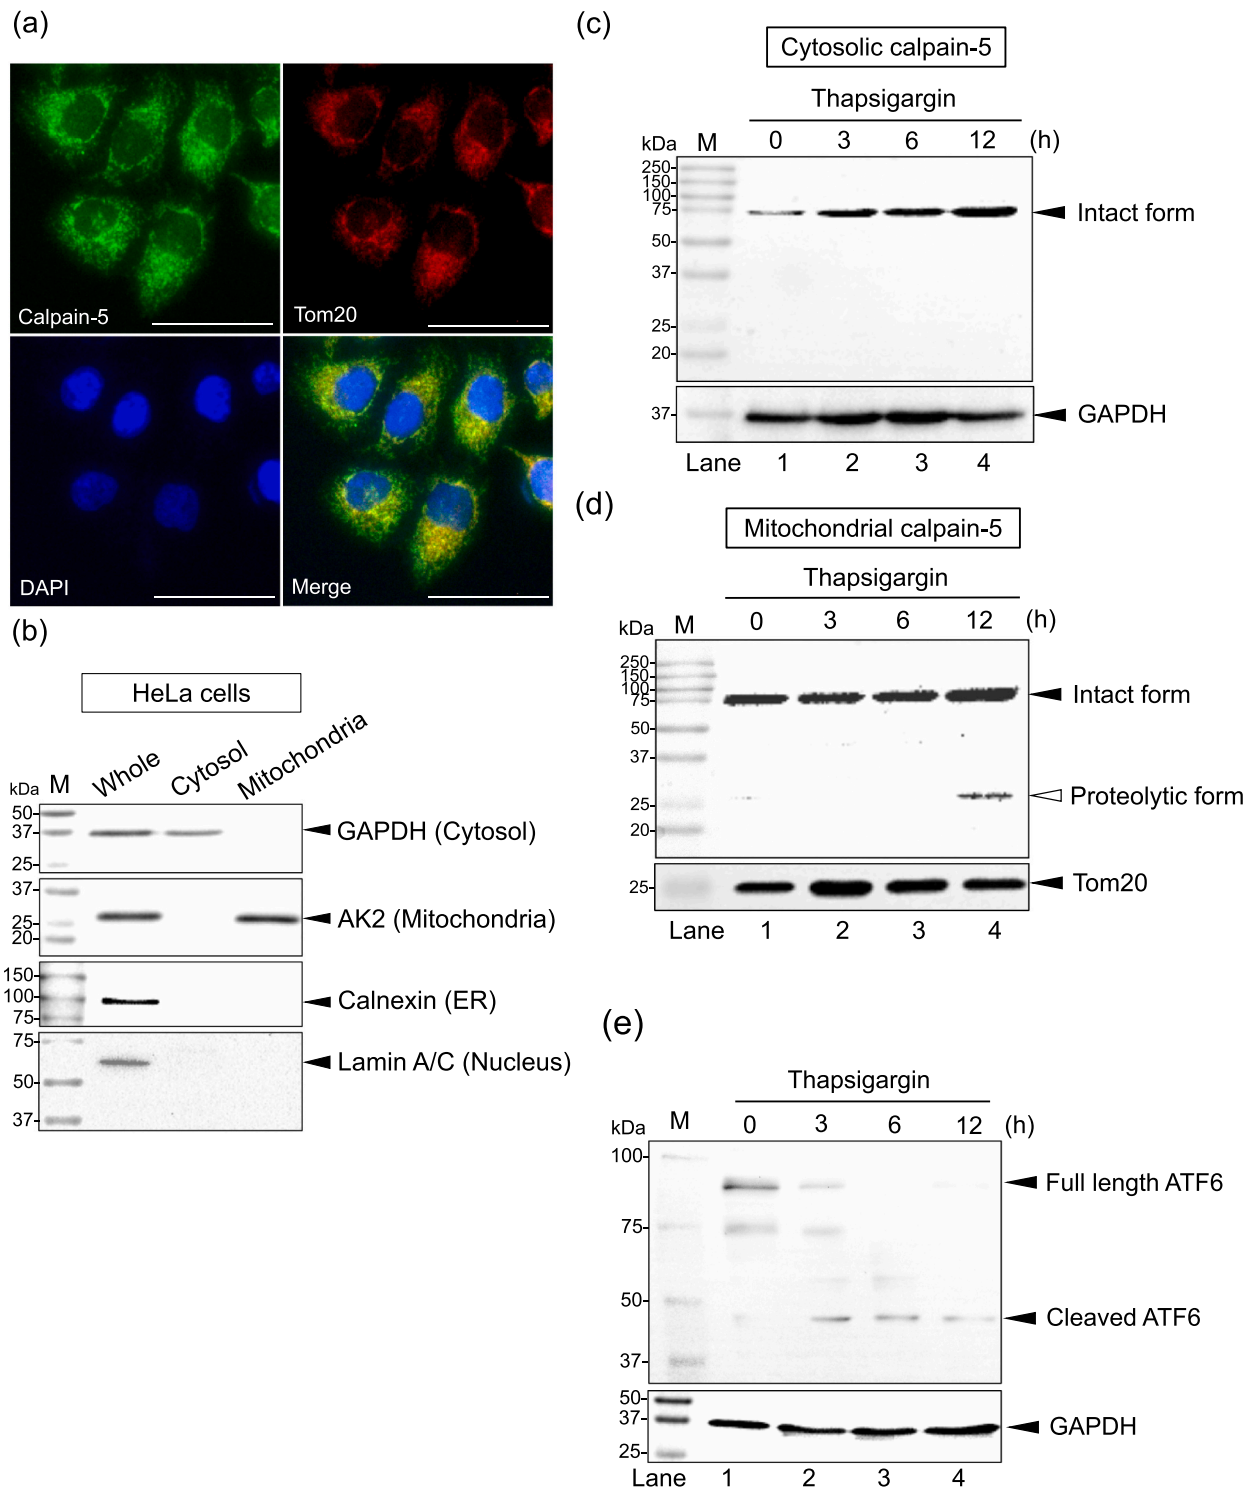 (a)
Calpain-5
Tom20
DAPI
Merge
(b)
HeLa cells
kDa M Whole Cytosol Mitochondria
50-
37-
25-
GAPDH (Cytosol)
37-
25-
20-
AK2 (Mitochondria)
150-
100-
75-
Calnexin (ER)
75-
50-
37-
Lamin A/C (Nucleus)
(c)
Cytosolic calpain-5
Thapsigargin
kDa M 0 3 6 12 (h)
250-
150-
100-
75-
50-
37-
25-
20-
Intact form
37-
GAPDH
Lane 1 2 3 4
(d)
Mitochondrial calpain-5
Thapsigargin
kDa M 0 3 6 12 (h)
250-
150-
100-
75-
50-
37-
25-
20-
Intact form
Proteolytic form
25-
Tom20
Lane 1 2 3 4
(e)
Thapsigargin
kDa M 0 3 6 12 (h)
100-
75-
50-
37-
Full length ATF6
Cleaved ATF6
50-
37-
25-
GAPDH
Lane 1 2 3 4